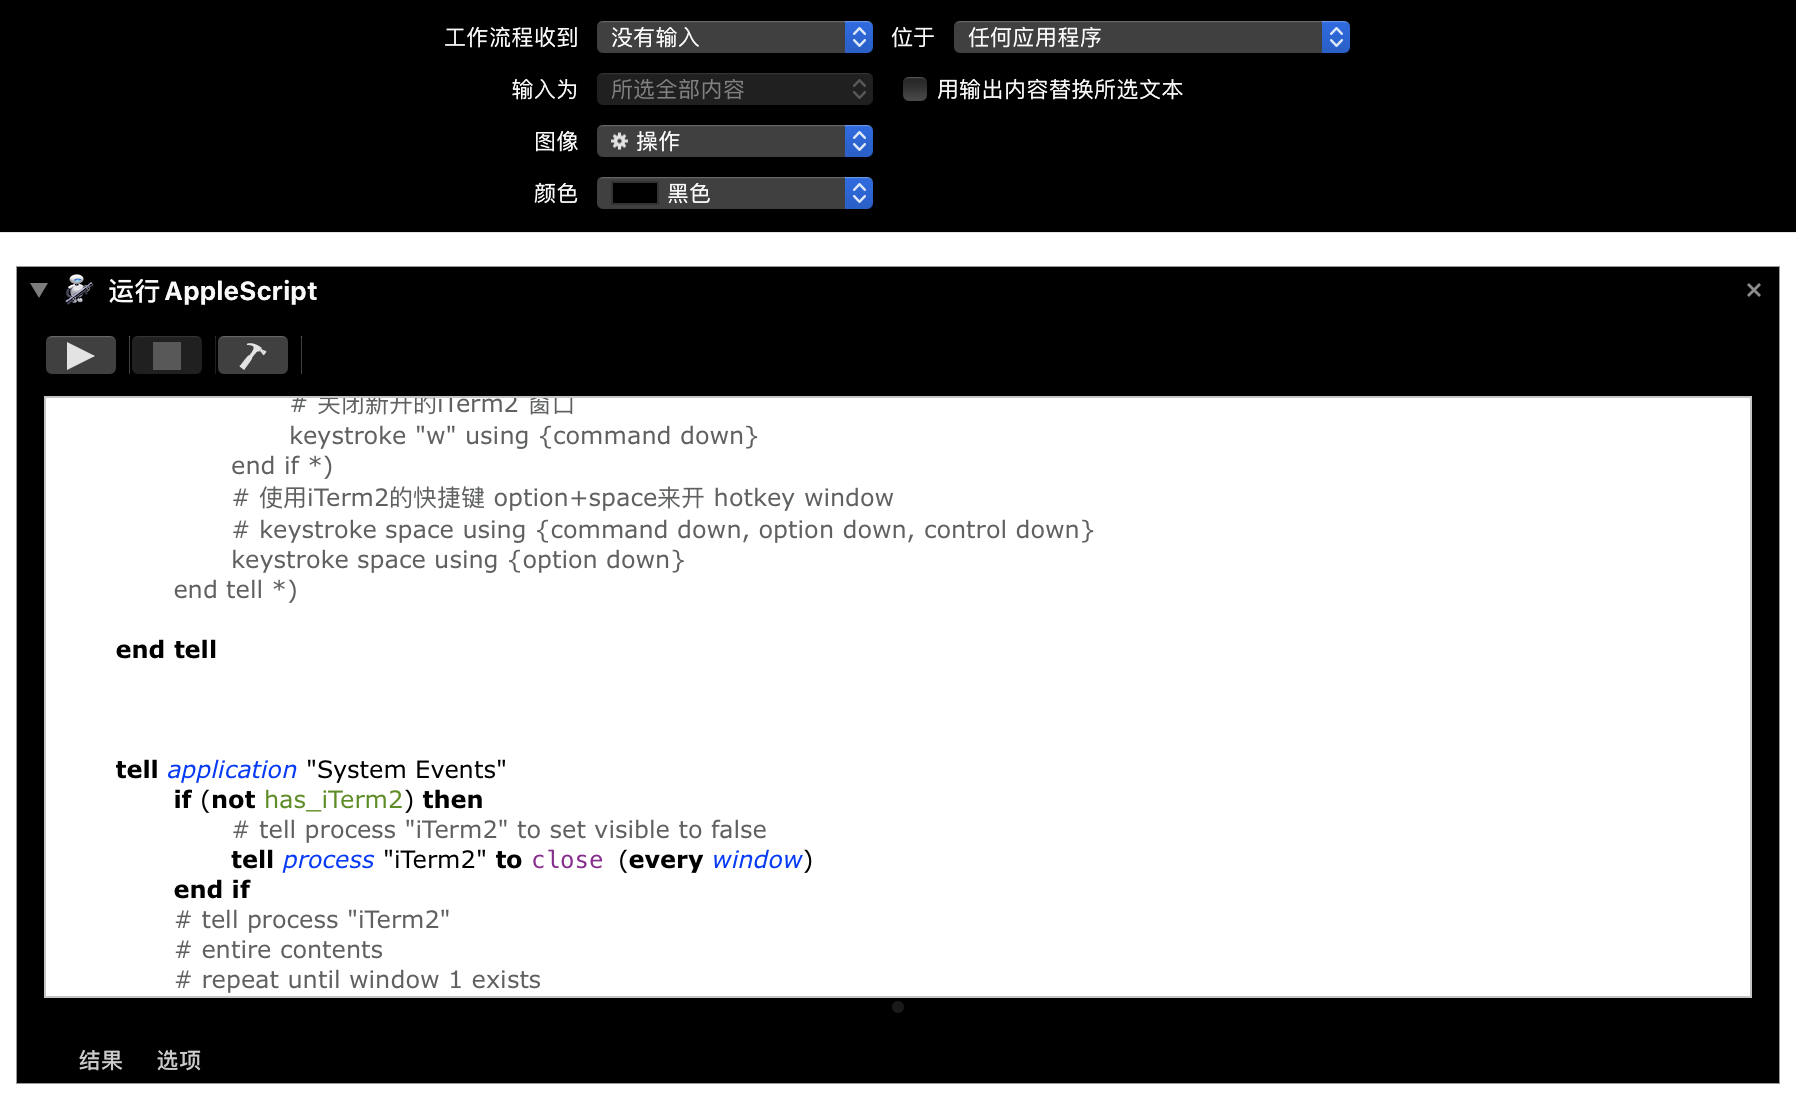 工作流程收到 没有输入 位于 任何应用程序
输入为 所选全部内容 用输出内容替换所选文本
图像 操作
颜色 黑色
运行 AppleScript
# 关闭新开的iTerm2 窗口
keystroke "w" using {command down}
end if *)
# 使用iTerm2的快捷键 option+space来开 hotkey window
# keystroke space using {command down, option down, control down}
keystroke space using {option down}
end tell *)
end tell
tell application "System Events"
if (not has_iTerm2) then
# tell process "iTerm2" to set visible to false
tell process "iTerm2" to close (every window)
end if
# tell process "iTerm2"
# entire contents
# repeat until window 1 exists
结果 选项